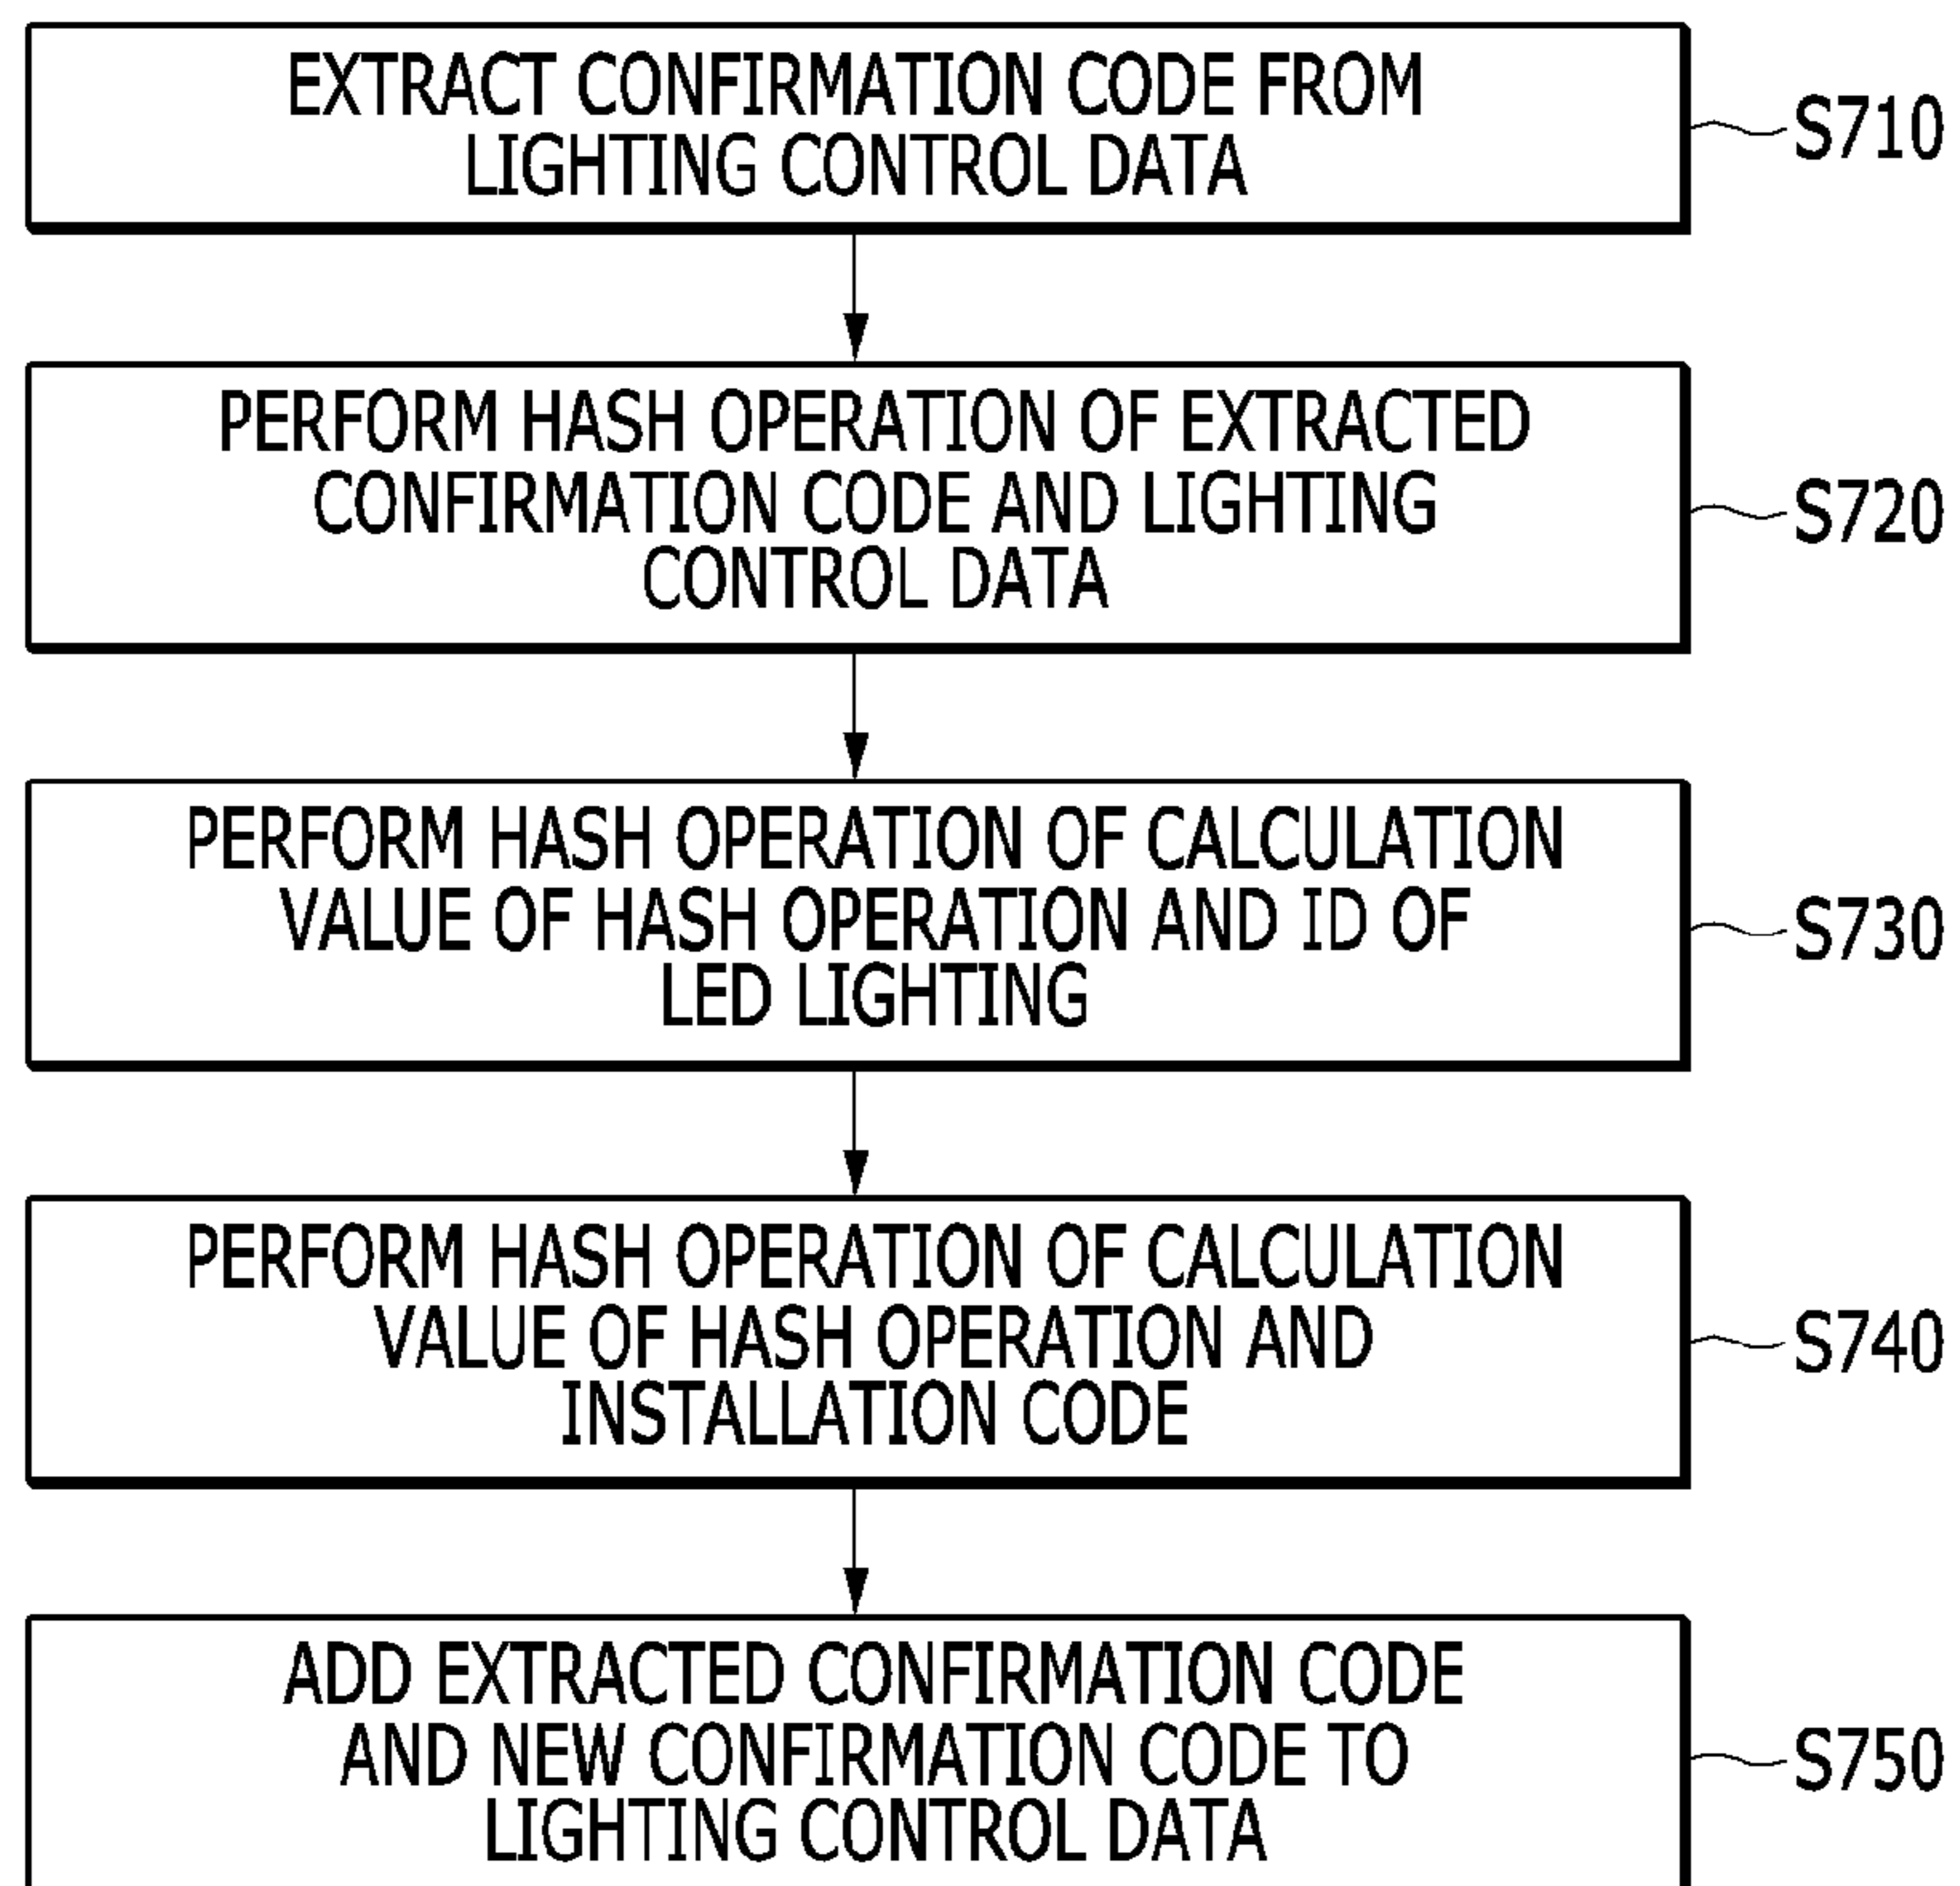 EXTRACT CONFIRMATION CODE FROM
LIGHTING CONTROL DATA
S710
PERFORM HASH OPERATION OF EXTRACTED
CONFIRMATION CODE AND LIGHTING
CONTROL DATA
S720
PERFORM HASH OPERATION OF CALCULATION
VALUE OF HASH OPERATION AND ID OF
LED LIGHTING
S730
PERFORM HASH OPERATION OF CALCULATION
VALUE OF HASH OPERATION AND
INSTALLATION CODE
S740
ADD EXTRACTED CONFIRMATION CODE
AND NEW CONFIRMATION CODE TO
LIGHTING CONTROL DATA
S750